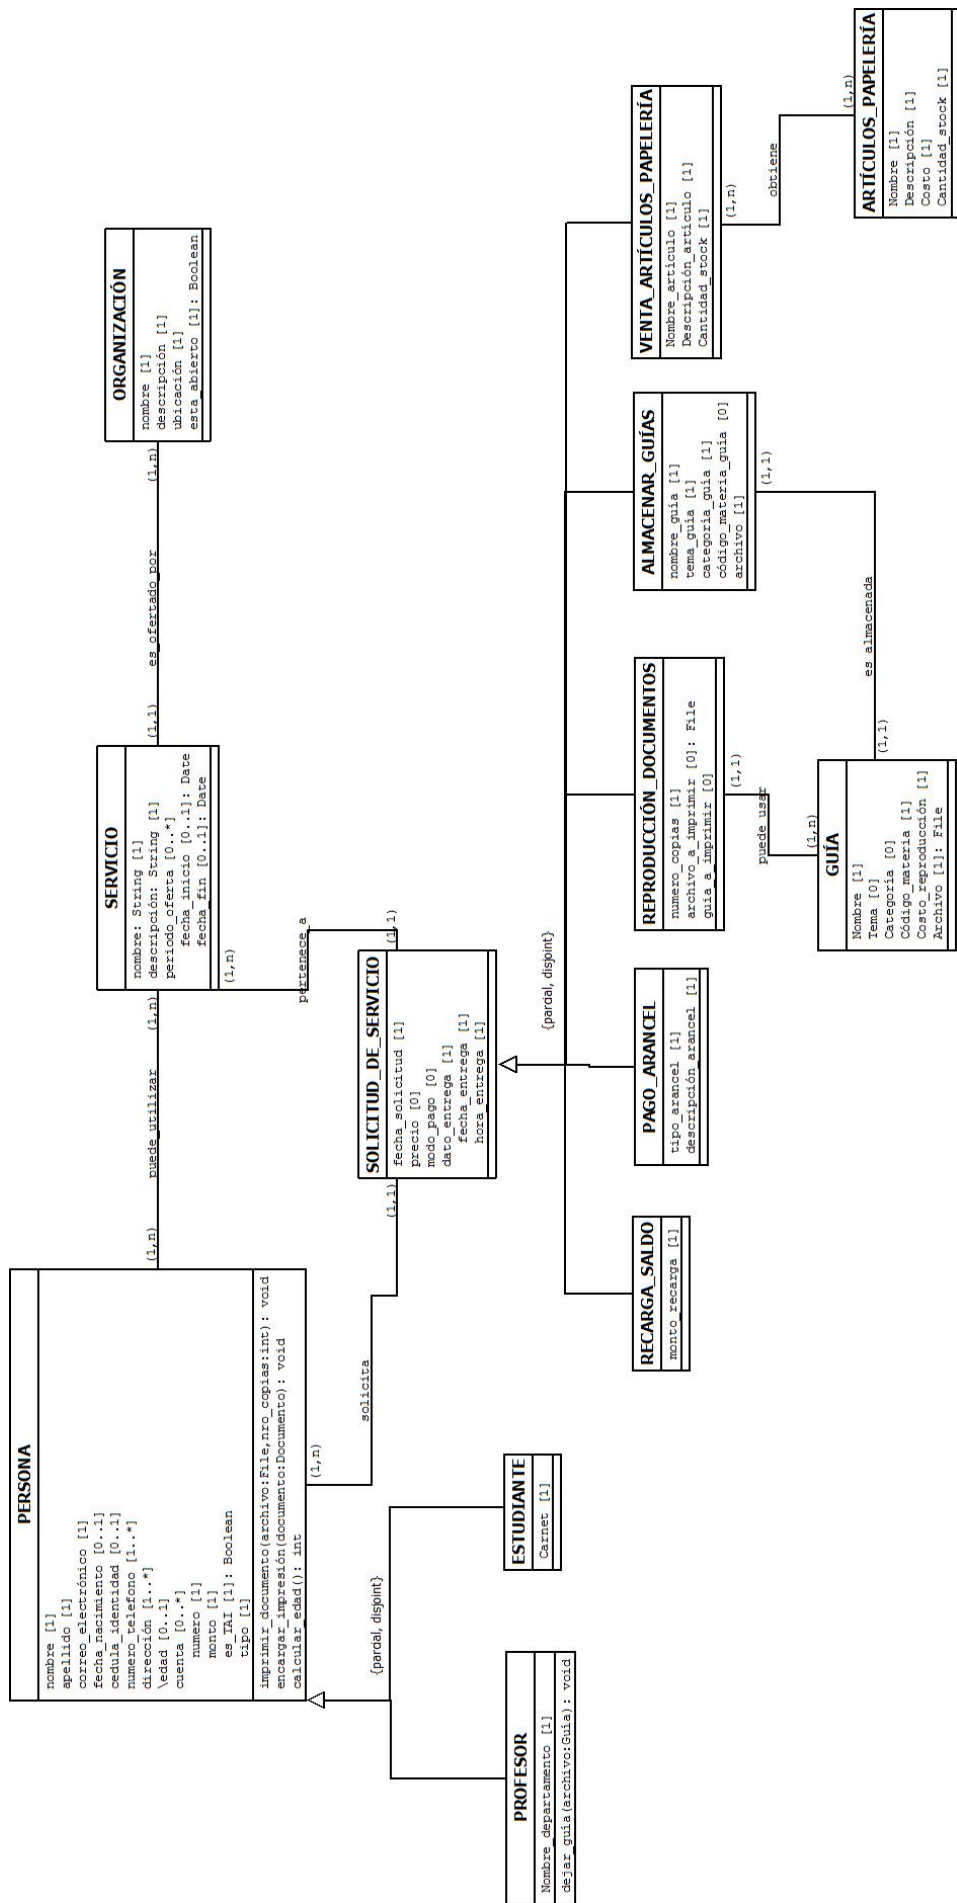 PERSONA
nombre [1]
apellido [1]
correo_electrónico [1]
fecha_nacimiento [0..1]
cedula_identidad [0..1]
numero_telefono [1..*]
dirección [1..*]
\edad [0..1]
cuenta [0..*]
numero [1]
monto [1]
es_TAI [1]: Boolean
tipo [1]
imprimir_documento(archivo:File,nro_copias:int): void
encargar_impresión(documento:Documento): void
calcular_edad(): int
(1,n)
puede_utilizar
(1,n)
SERVICIO
nombre: String [1]
descripción: String [1]
periodo_oferta [0..*]
fecha_inicio [0..1]: Date
fecha_fin [0..1]: Date
(1,1)
es_ofertado_por
(1,n)
ORGANIZACIÓN
nombre [1]
descripción [1]
ubicación [1]
esta_abierto [1]: Boolean
(1,n)
pertenece_a
(1,1)
(1,n)
solicita
(1,1)
SOLICITUD_DE_SERVICIO
fecha_solicitud [1]
precio [0]
modo_pago [0]
dato_entrega [1]
fecha_entrega [1]
hora_entrega [1]
{parcial, disjoint}
PROFESOR
Nombre_departamento [1]
dejar_guía(archivo:Guía): void
ESTUDIANTE
Carnet [1]
{parcial, disjoint}
RECARGA_SALDO
monto_recarga [1]
PAGO_ARANCEL
tipo_arancel [1]
descripción_arancel [1]
REPRODUCCIÓN_DOCUMENTOS
numero_copias [1]
archivo_a_imprimir [0]: File
guia_a_imprimir [0]
ALMACENAR_GUÍAS
nombre_guía [1]
tema_guía [1]
categoría_guía [1]
código_materia_guía [0]
archivo [1]
VENTA_ARTÍCULOS_PAPELERÍA
Nombre_artículo [1]
Descripción_artículo [1]
Cantidad_stock [1]
(1,1)
puede usar
(1,n)
(1,1)
es almacenada
(1,1)
(1,n)
obtiene
(1,n)
GUÍA
Nombre [1]
Tema [0]
Categoría [0]
Código_materia [1]
Costo_reproducción [1]
Archivo [1]: File
ARTÍCULOS_PAPELERÍA
Nombre [1]
Descripción [1]
Costo [1]
Cantidad_stock [1]